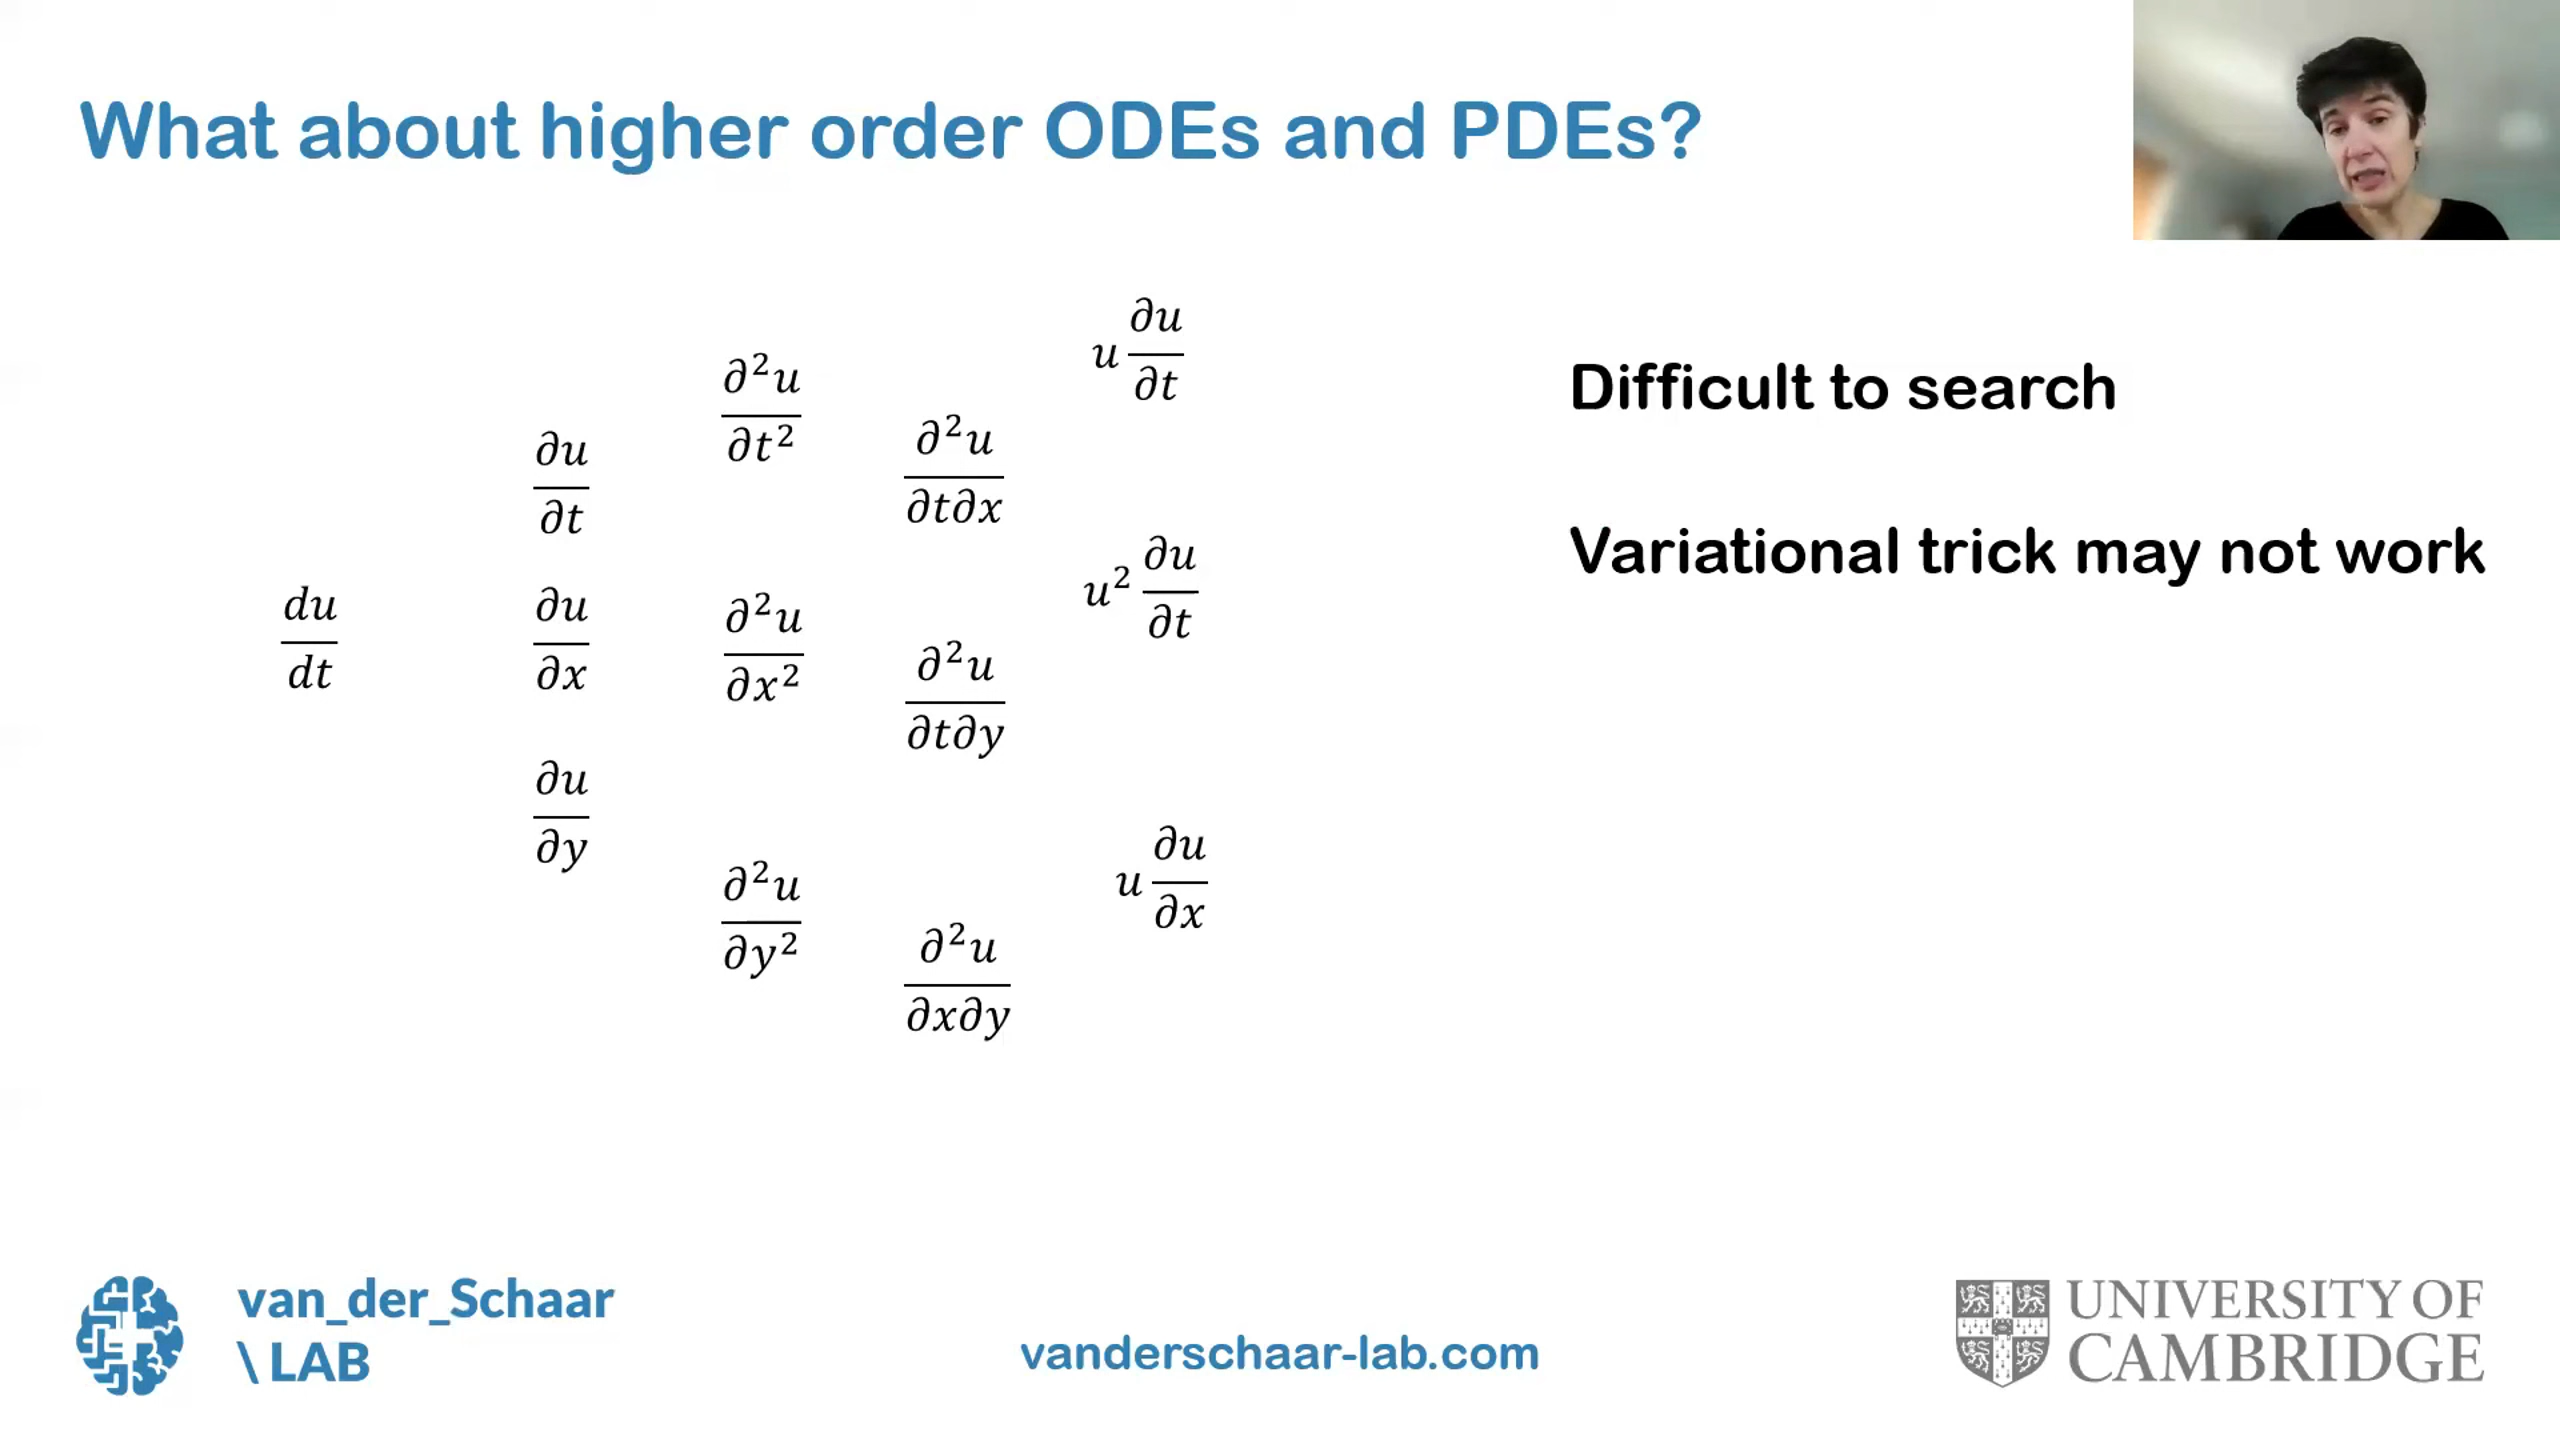 What about higher order ODEs and PDEs?
du/dt
∂u/∂t
∂u/∂x
∂u/∂y
∂²u/∂t²
∂²u/∂x²
∂²u/∂y²
∂²u/∂t∂x
∂²u/∂t∂y
∂²u/∂x∂y
u ∂u/∂t
u² ∂u/∂t
u ∂u/∂x
Difficult to search
Variational trick may not work
van_der_Schaar
\ LAB
vanderschaar-lab.com
UNIVERSITY OF
CAMBRIDGE